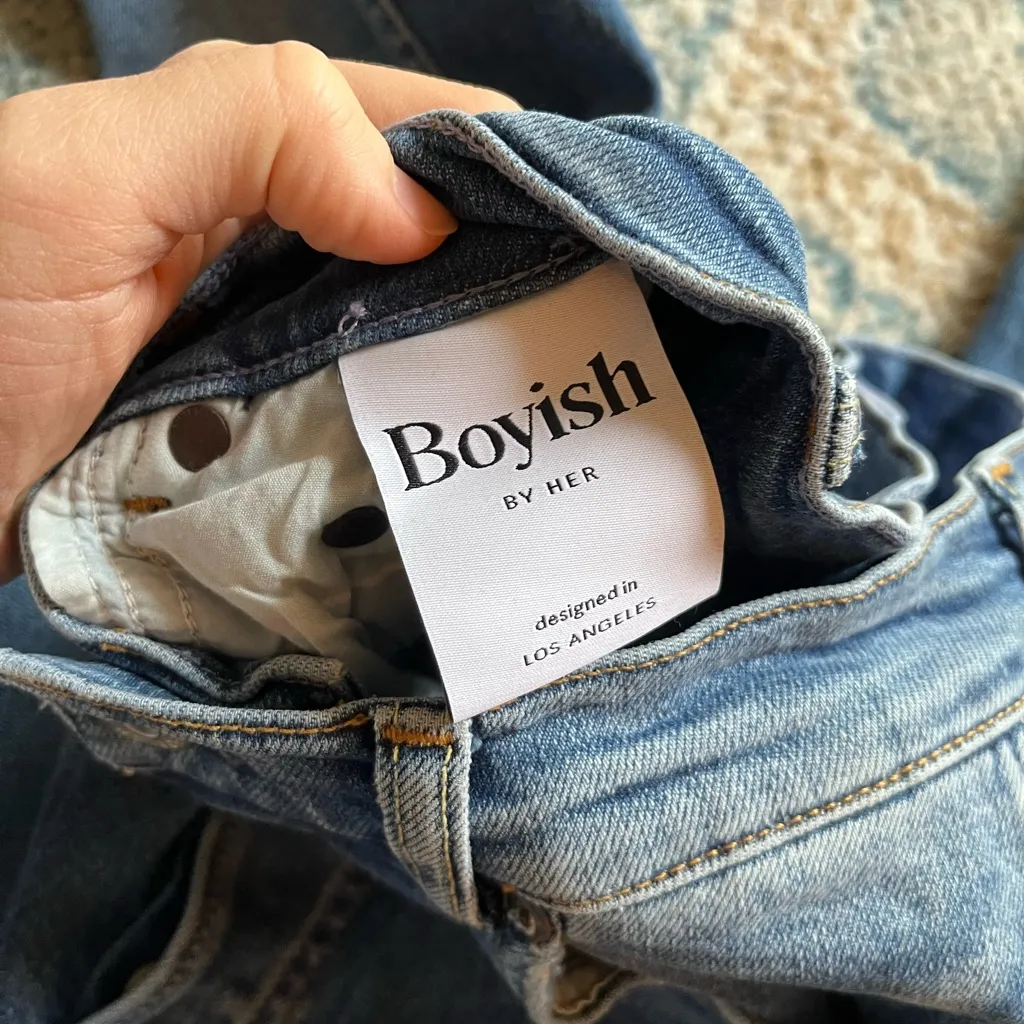 Boyish
BY HER
designed in
LOS ANGELES